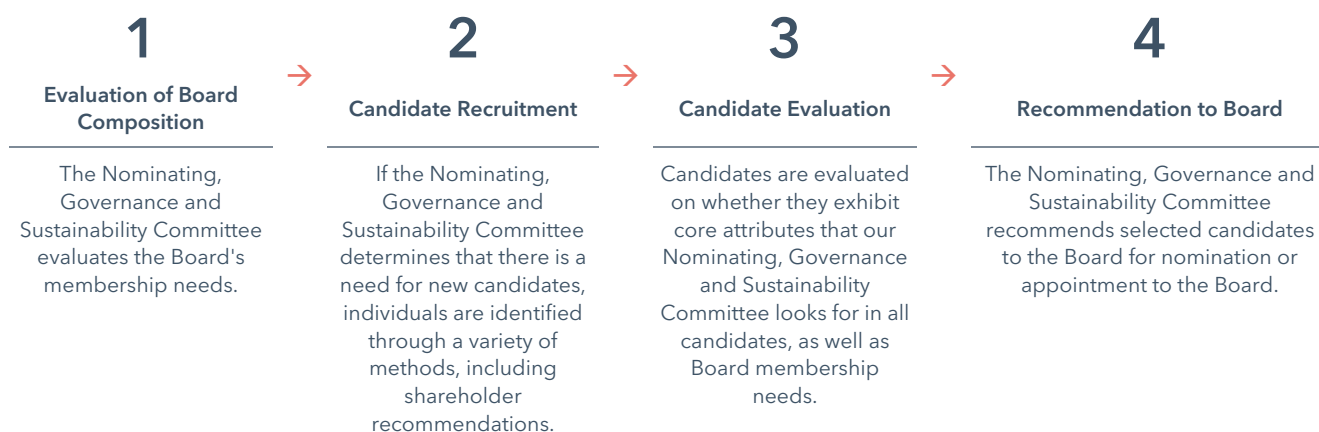 1
Evaluation of Board
Composition
The Nominating,
Governance and
Sustainability Committee
evaluates the Board's
membership needs.
→
2
Candidate Recruitment
If the Nominating,
Governance and
Sustainability Committee
determines that there is a
need for new candidates,
individuals are identified
through a variety of
methods, including
shareholder
recommendations.
→
3
Candidate Evaluation
Candidates are evaluated
on whether they exhibit
core attributes that our
Nominating, Governance
and Sustainability
Committee looks for in all
candidates, as well as
Board membership
needs.
→
4
Recommendation to Board
The Nominating, Governance and
Sustainability Committee
recommends selected candidates
to the Board for nomination or
appointment to the Board.